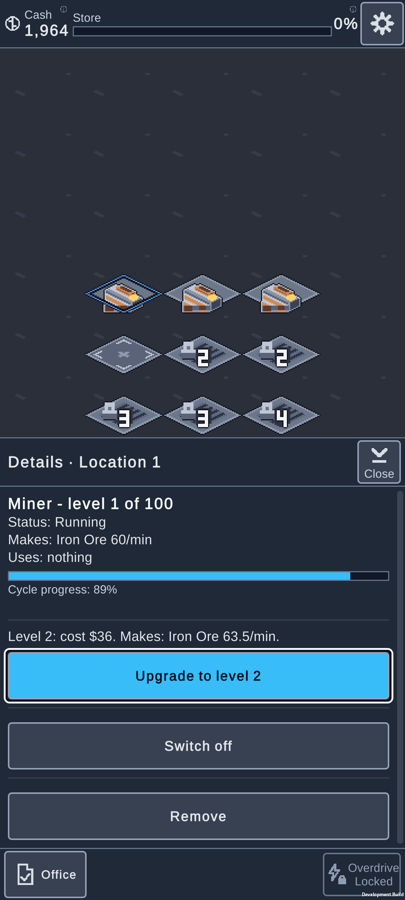 Cash
1,964
Store
0%
2
2
3
3
4
Details · Location 1
Close
Miner - level 1 of 100
Status: Running
Makes: Iron Ore 60/min
Uses: nothing
Cycle progress: 89%
Level 2: cost $36. Makes: Iron Ore 63.5/min.
Upgrade to level 2
Switch off
Remove
Office
Overdrive
Locked
Development Build